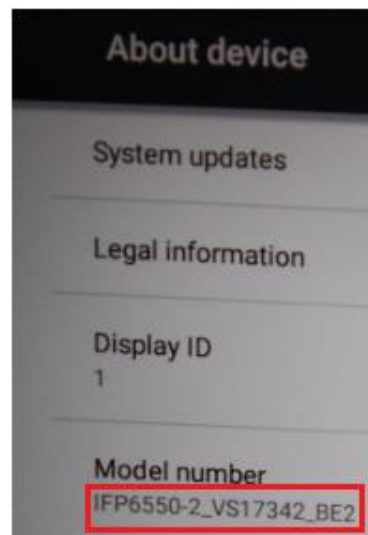 About device
System updates
Legal information
Display ID
1
Model number
IFP6550-2_VS17342_BE2